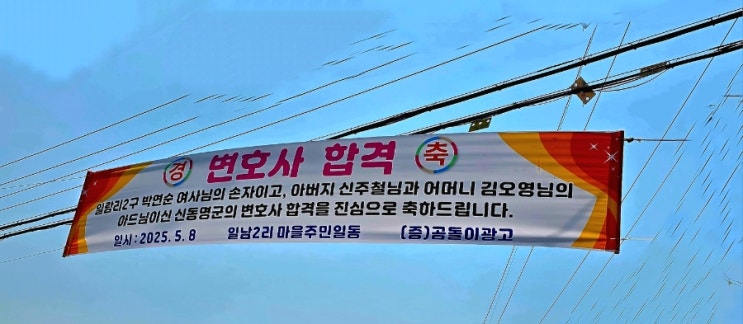 경 변호사 합격 축
일람리2구 박연순 여사님의 손자이고, 아버지 신주철님과 어머니 김오영님의
아드님이신 신동명군의 변호사 합격을 진심으로 축하드립니다.
일시 : 2025. 5. 8 일남2리 마을주민일동 (증)곰돌이광고